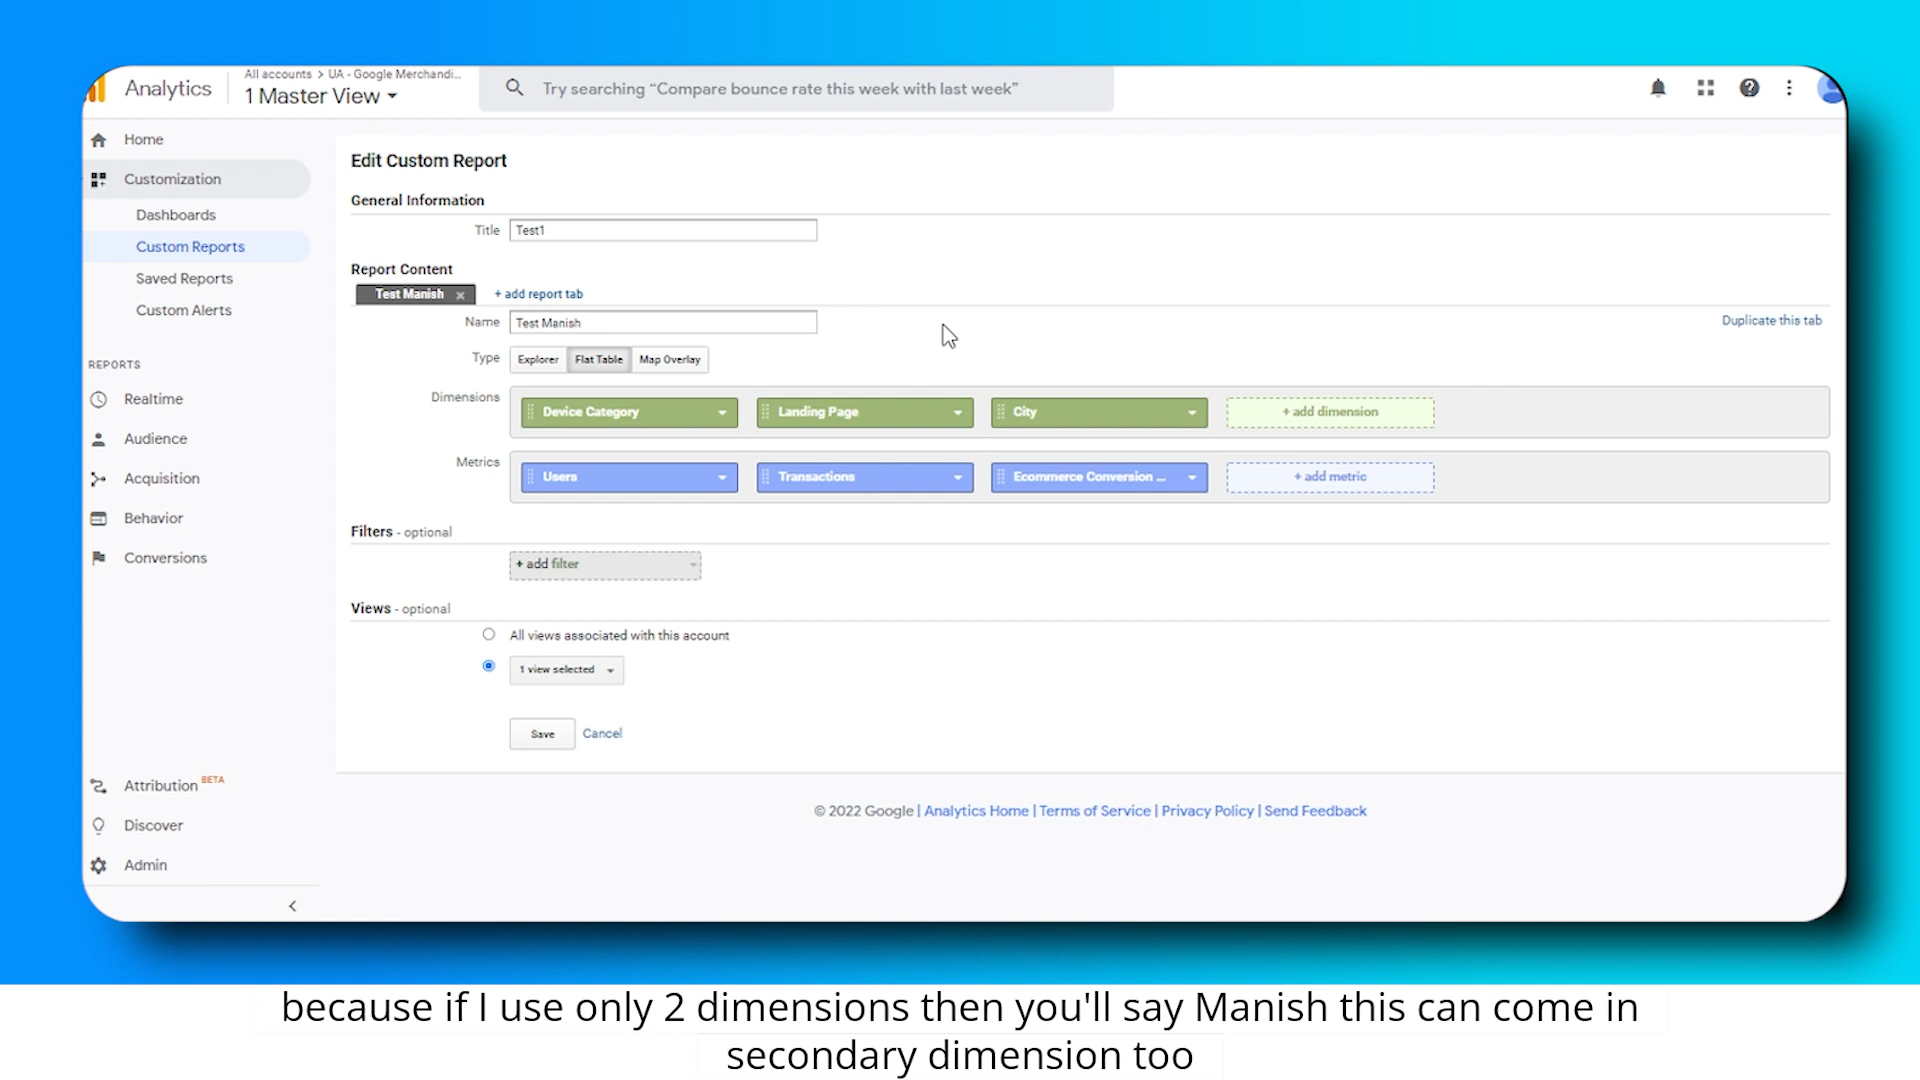 Analytics
All accounts > UA - Google Merchandi...
1 Master View
Try searching “Compare bounce rate this week with last week”
Home
Customization
Dashboards
Custom Reports
Saved Reports
Custom Alerts
REPORTS
Realtime
Audience
Acquisition
Behavior
Conversions
Attribution BETA
Discover
Admin
Edit Custom Report
General Information
Title Test1
Report Content
Test Manish x + add report tab
Name Test Manish
Duplicate this tab
Type Explorer Flat Table Map Overlay
Dimensions Device Category Landing Page City + add dimension
Metrics Users Transactions Ecommerce Conversion ... + add metric
Filters - optional
+ add filter
Views - optional
All views associated with this account
1 view selected
Save Cancel
© 2022 Google | Analytics Home | Terms of Service | Privacy Policy | Send Feedback
because if I use only 2 dimensions then you'll say Manish this can come in
secondary dimension too